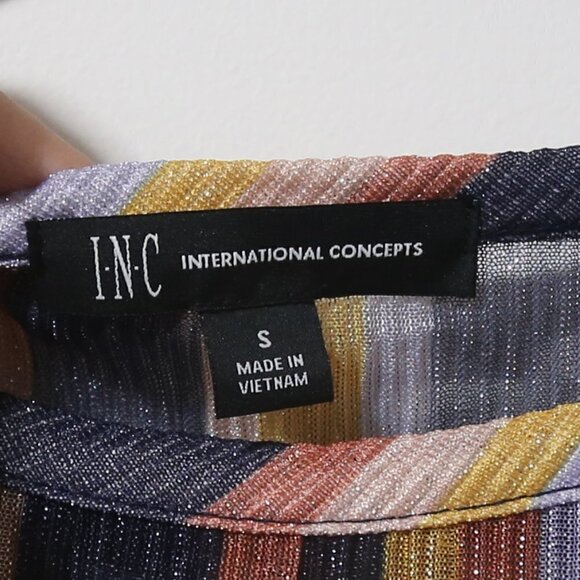 I·N·C INTERNATIONAL CONCEPTS
S
MADE IN
VIETNAM